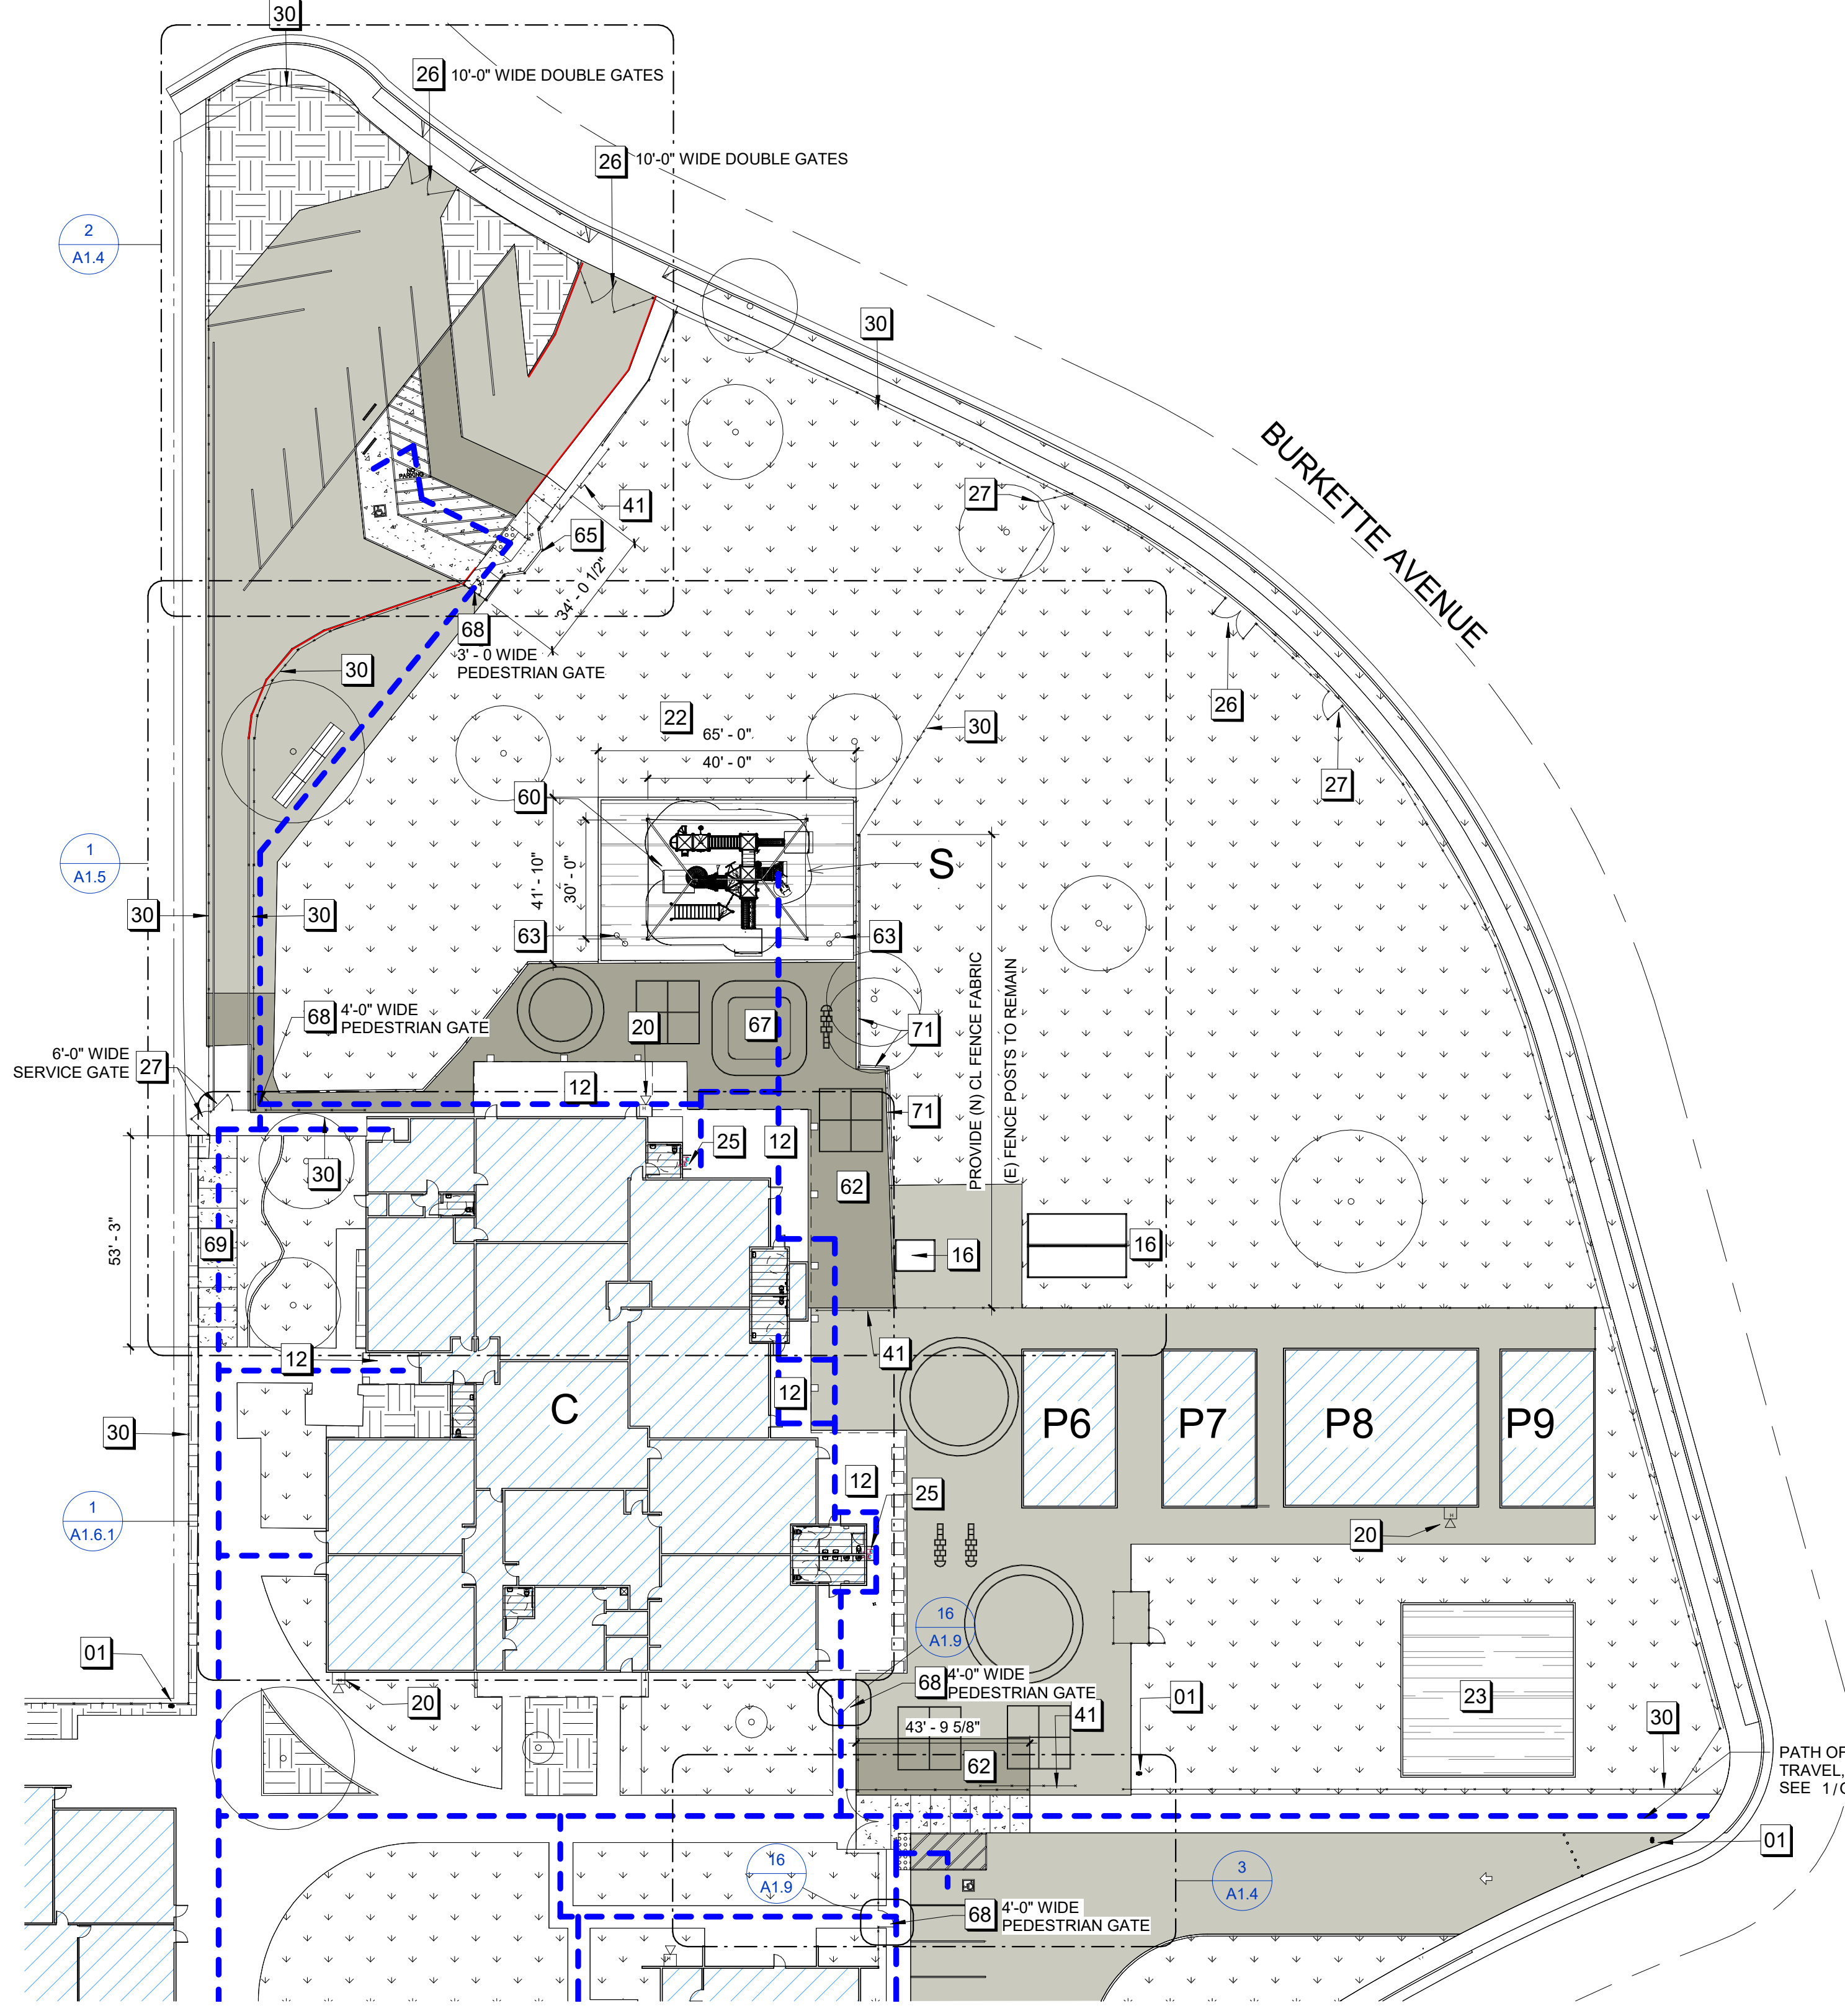 30
26 10'-0" WIDE DOUBLE GATES
26 10'-0" WIDE DOUBLE GATES
2
A1.4
30
BURKETTE AVENUE
27
41
65
NO
PARKING
34' - 0 1/2"
68
3' - 0 WIDE
PEDESTRIAN GATE
30
22
65' - 0"
40' - 0"
30
26
27
60
41' - 10"
30' - 0"
S
1
A1.5
30
30
63
63
PROVIDE (N) CL FENCE FABRIC
(E) FENCE POSTS TO REMAIN
68 4'-0" WIDE
PEDESTRIAN GATE
20
67
71
6'-0" WIDE
SERVICE GATE 27
12
71
25
12
30
62
53' - 3"
69
16
16
12
41
12
C
P6
P7
P8
P9
30
12
25
1
A1.6.1
20
16
A1.9
01
68 4'-0" WIDE
PEDESTRIAN GATE
20
01
23
41
43' - 9 5/8"
30
62
PATH OF
TRAVEL,
SEE 1/
01
16
A1.9
3
A1.4
68 4'-0" WIDE
PEDESTRIAN GATE